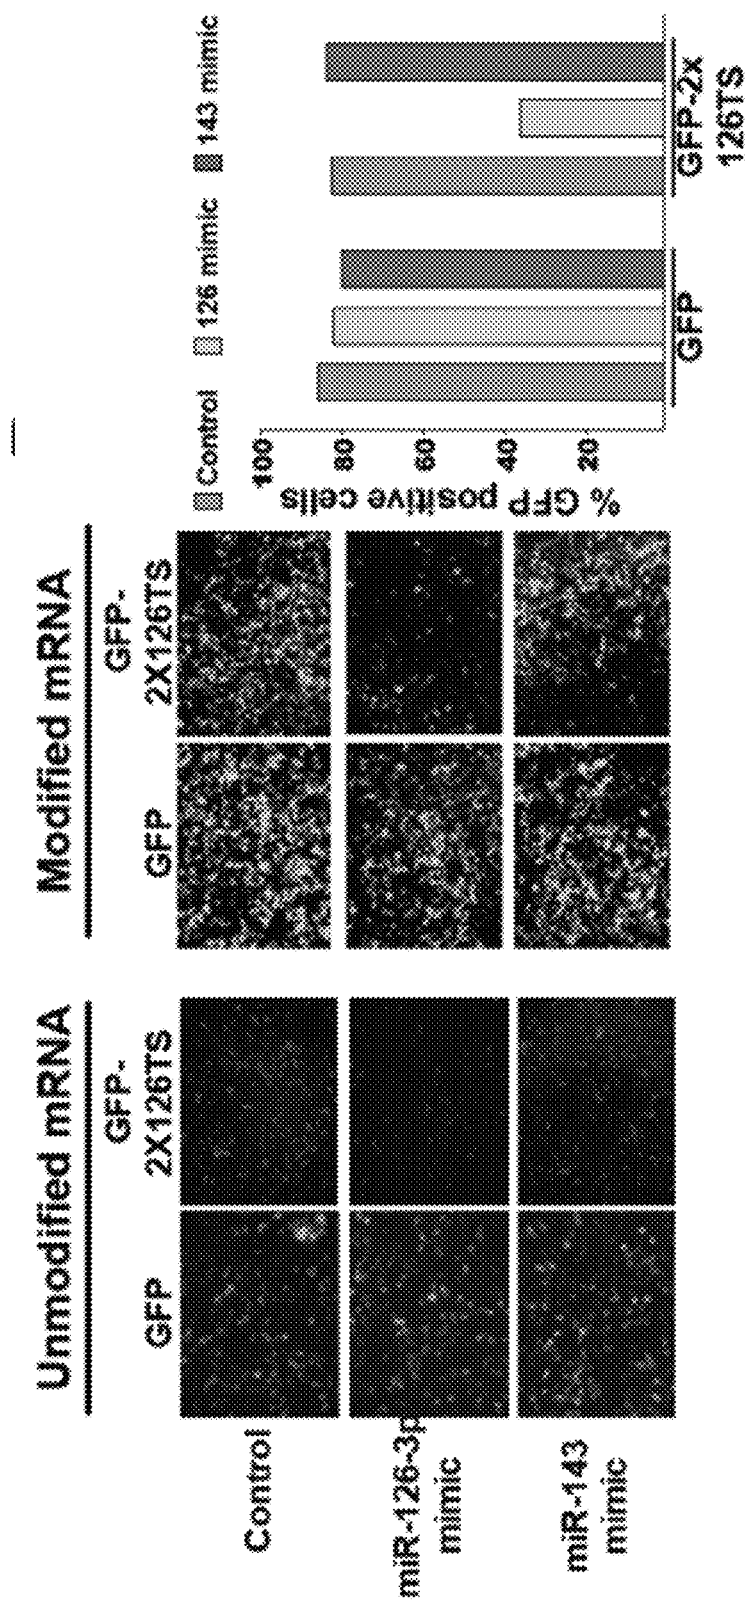 Unmodified mRNA
Modified mRNA
GFP
GFP-
2X126TS
GFP
GFP-
2X126TS
Control
miR-126-3p
mimic
miR-143
mimic
Control
126 mimic
143 mimic
% GFP positive cells
100
80
60
40
20
GFP
GFP-2x
126TS